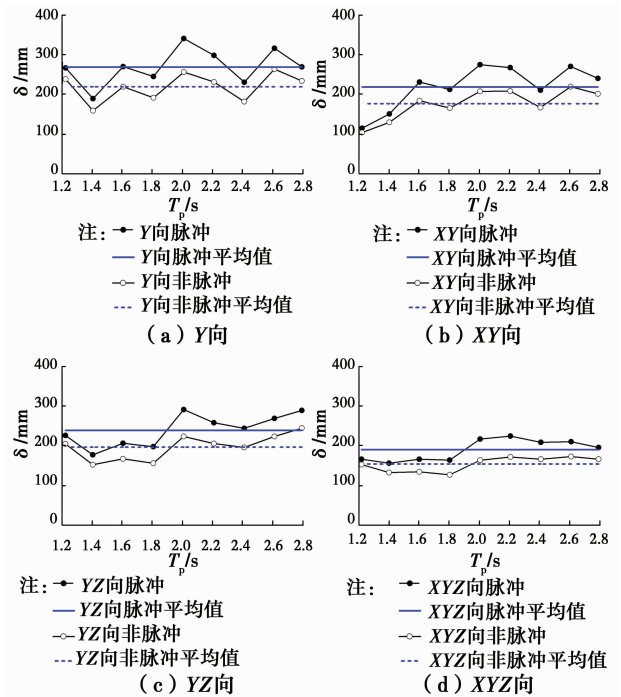 400
300
200
100
0
δ/mm
1.2 1.4 1.6 1.8 2.0 2.2 2.4 2.6 2.8
Tp/s
注: Y向脉冲
Y向脉冲平均值
Y向非脉冲
Y向非脉冲平均值
(a) Y向
400
300
200
100
0
δ/mm
1.2 1.4 1.6 1.8 2.0 2.2 2.4 2.6 2.8
Tp/s
注: XY向脉冲
XY向脉冲平均值
XY向非脉冲
XY向非脉冲平均值
(b) XY向
400
300
200
100
0
δ/mm
1.2 1.4 1.6 1.8 2.0 2.2 2.4 2.6 2.8
Tp/s
注: YZ向脉冲
YZ向脉冲平均值
YZ向非脉冲
YZ向非脉冲平均值
(c) YZ向
400
300
200
100
0
δ/mm
1.2 1.4 1.6 1.8 2.0 2.2 2.4 2.6 2.8
Tp/s
注: XYZ向脉冲
XYZ向脉冲平均值
XYZ向非脉冲
XYZ向非脉冲平均值
(d) XYZ向